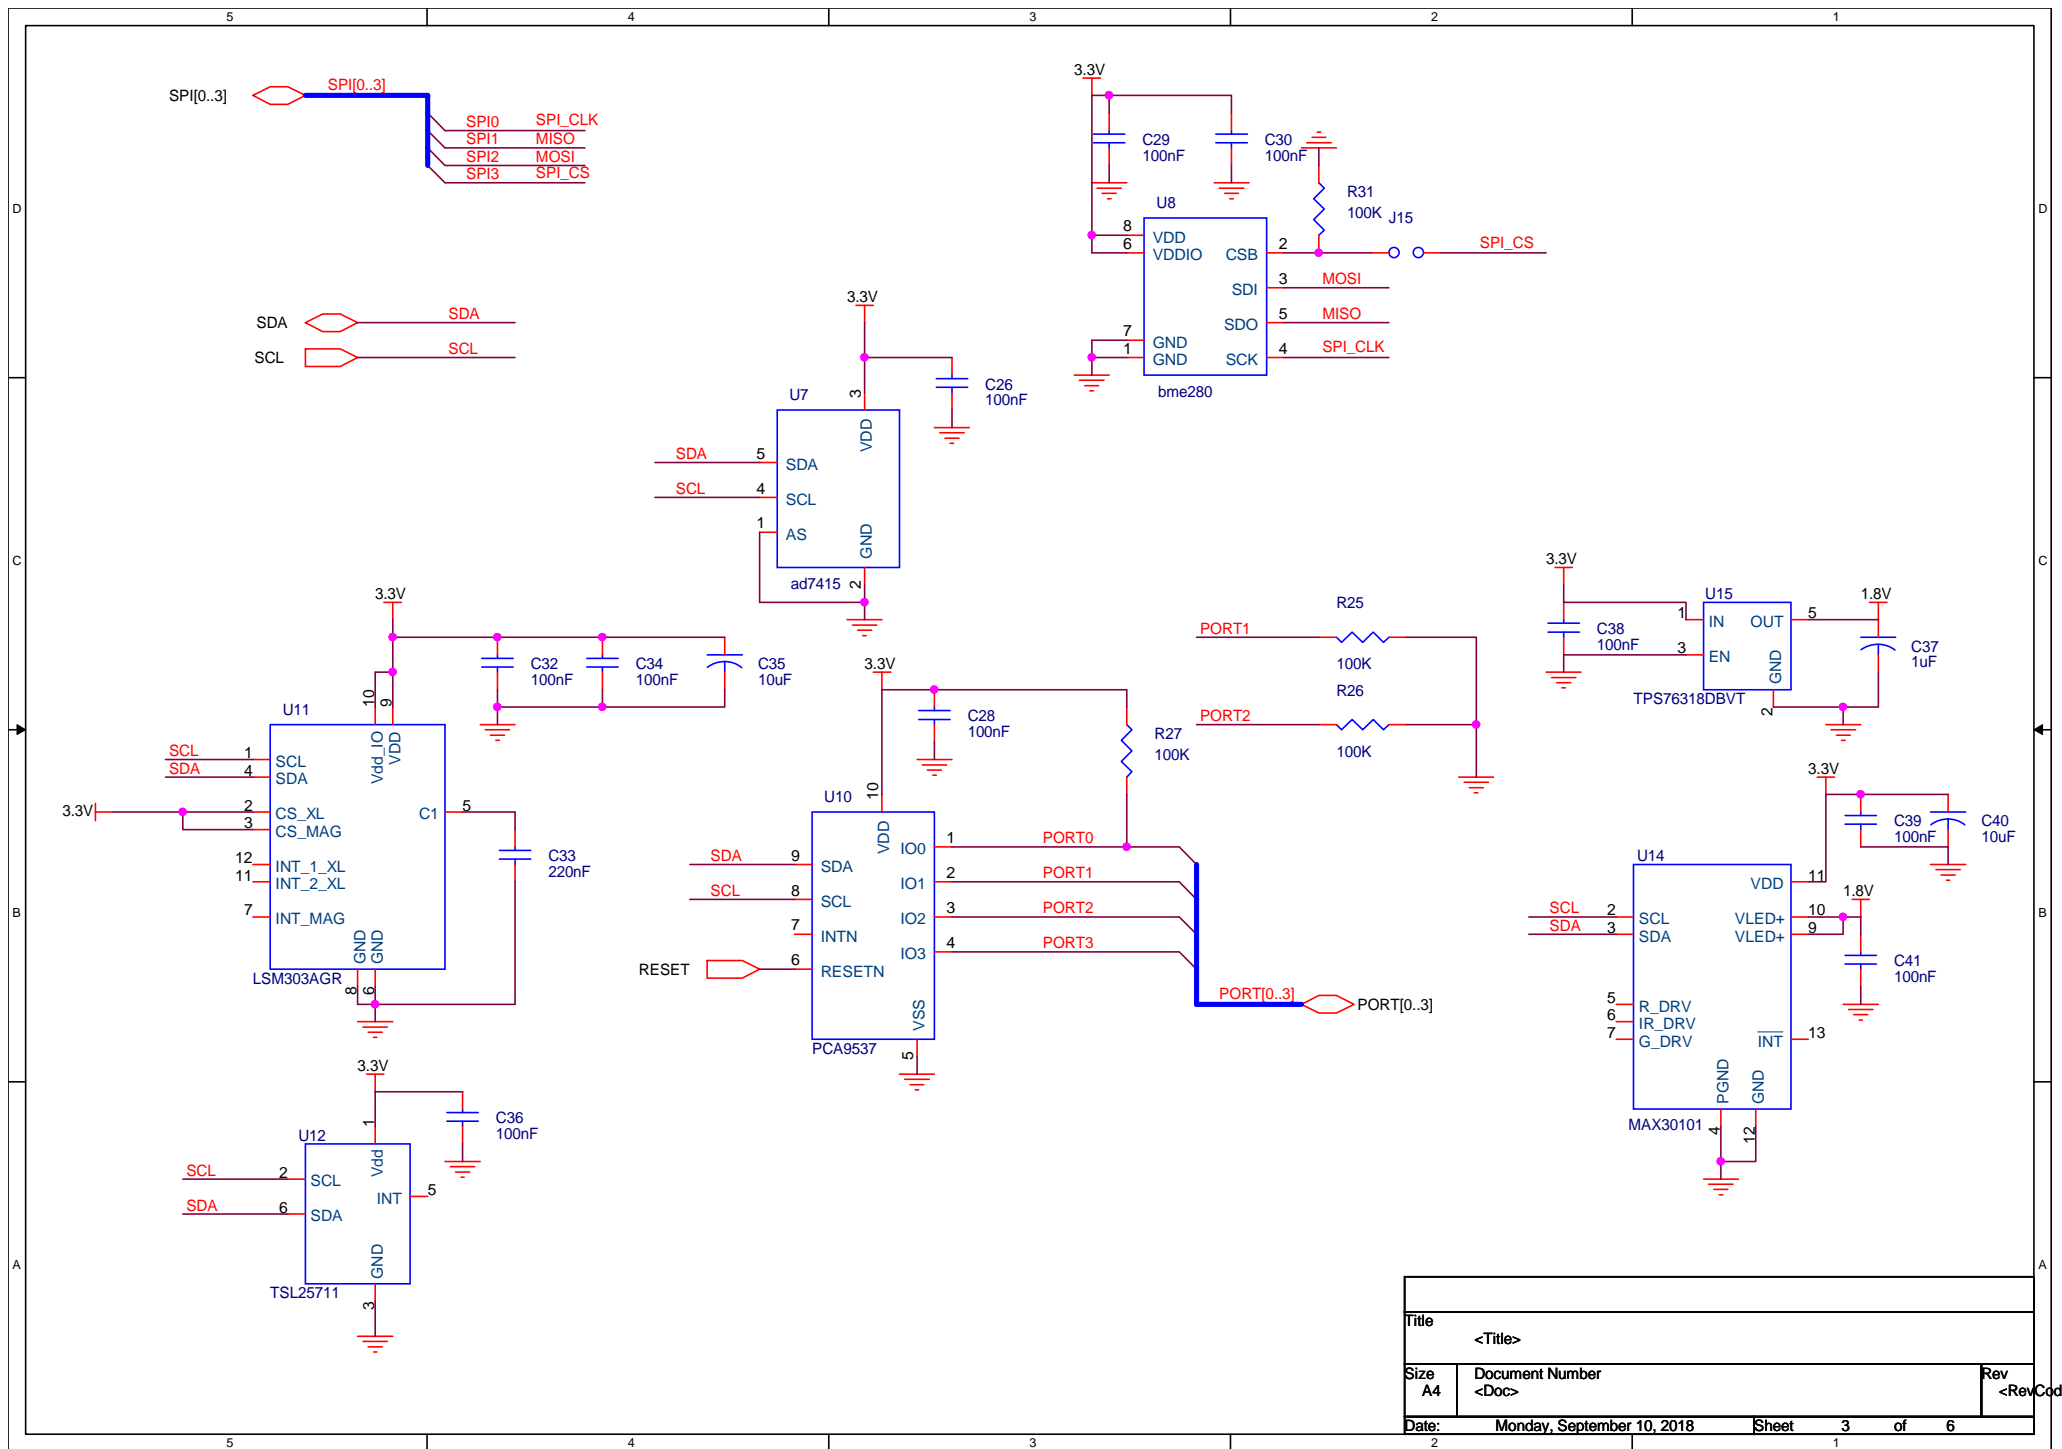 5 4 3 2 1
D
C
B
A
D
C
B
A
SPI[0..3]
SPI[0..3]
SPI0 SPI_CLK
SPI1 MISO
SPI2 MOSI
SPI3 SPI_CS
SDA SDA
SCL SCL
3.3V
C29
100nF
C30
100nF
R31
100K
J15
SPI_CS
U8
8 VDD
6 VDDIO
7 GND
1 GND
CSB 2
SDI 3 MOSI
SDO 5 MISO
SCK 4 SPI_CLK
bme280
3.3V
C26
100nF
U7
3
VDD
SDA 5 SDA
SCL 4 SCL
1 AS
GND
2
ad7415
3.3V
C32
100nF
C34
100nF
C35
10uF
U11
10
9
Vdd_IO
VDD
SCL 1 SCL
SDA 4 SDA
3.3V
2 CS_XL
3 CS_MAG
12 INT_1_XL
11 INT_2_XL
7 INT_MAG
C1 5
C33
220nF
GND
GND
8
6
LSM303AGR
3.3V
C36
100nF
U12
1
Vdd
SCL 2 SCL
SDA 6 SDA
INT 5
GND
3
TSL25711
3.3V
C28
100nF
R27
100K
U10
10
VDD
SDA 9 SDA
SCL 8 SCL
7 INTN
RESET 6 RESETN
IO0 1 PORT0
IO1 2 PORT1
IO2 3 PORT2
IO3 4 PORT3
VSS
5
PCA9537
PORT[0..3] PORT[0..3]
R25
PORT1
100K
R26
PORT2
100K
3.3V
C38
100nF
U15
1 IN
3 EN
OUT 5
GND
2
TPS76318DBVT
1.8V
C37
1uF
3.3V
C39
100nF
C40
10uF
U14
VDD 11
1.8V
SCL 2 SCL
SDA 3 SDA
VLED+ 10
VLED+ 9
C41
100nF
5 R_DRV
6 IR_DRV
7 G_DRV
INT 13
PGND
GND
4
12
MAX30101
Title
<Title>
Size
A4
Document Number
<Doc>
Rev
<RevCod
Date: Monday, September 10, 2018 Sheet 3 of 6
5 4 3 2 1